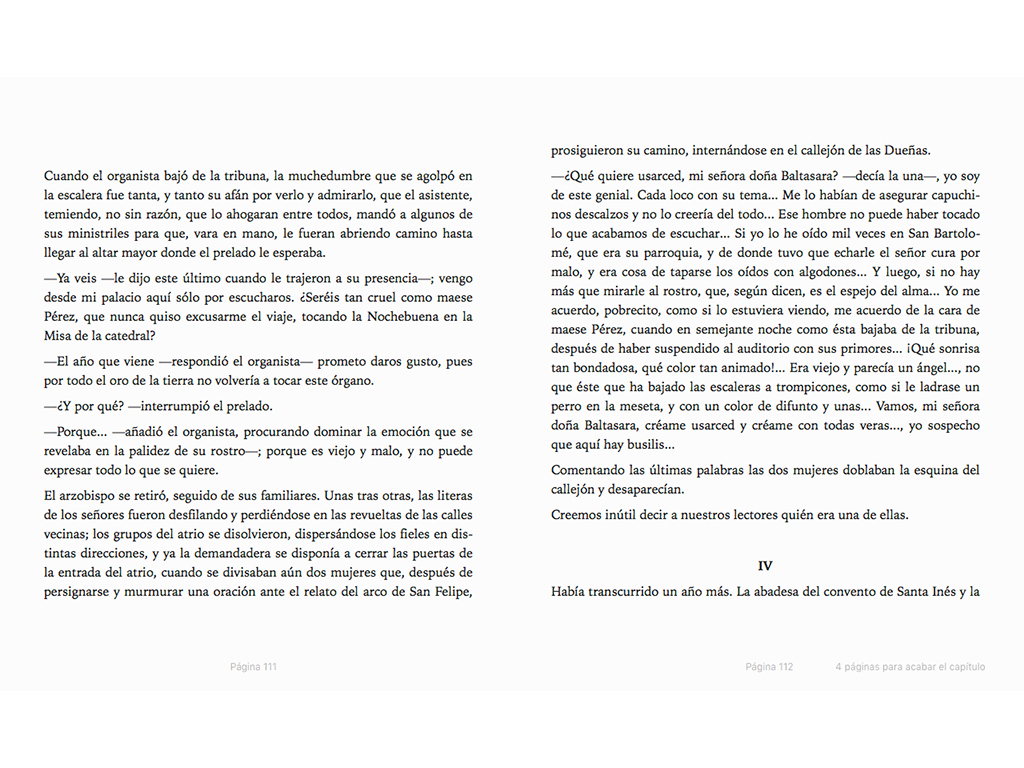 Cuando el organista bajó de la tribuna, la muchedumbre que se agolpó en
la escalera fue tanta, y tanto su afán por verlo y admirarlo, que el asistente,
temiendo, no sin razón, que lo ahogaran entre todos, mandó a algunos de
sus ministriles para que, vara en mano, le fueran abriendo camino hasta
llegar al altar mayor donde el prelado le esperaba.
—Ya veis —le dijo este último cuando le trajeron a su presencia—; vengo
desde mi palacio aquí sólo por escucharos. ¿Seréis tan cruel como maese
Pérez, que nunca quiso excusarme el viaje, tocando la Nochebuena en la
Misa de la catedral?
—El año que viene —respondió el organista— prometo daros gusto, pues
por todo el oro de la tierra no volvería a tocar este órgano.
—¿Y por qué? —interrumpió el prelado.
—Porque... —añadió el organista, procurando dominar la emoción que se
revelaba en la palidez de su rostro—; porque es viejo y malo, y no puede
expresar todo lo que se quiere.
El arzobispo se retiró, seguido de sus familiares. Unas tras otras, las literas
de los señores fueron desfilando y perdiéndose en las revueltas de las calles
vecinas; los grupos del atrio se disolvieron, dispersándose los fieles en dis-
tintas direcciones, y ya la demandadera se disponía a cerrar las puertas de
la entrada del atrio, cuando se divisaban aún dos mujeres que, después de
persignarse y murmurar una oración ante el relato del arco de San Felipe,
Página 111
prosiguieron su camino, internándose en el callejón de las Dueñas.
—¿Qué quiere usarced, mi señora doña Baltasara? —decía la una—, yo soy
de este genial. Cada loco con su tema... Me lo habían de asegurar capuchi-
nos descalzos y no lo creería del todo... Ese hombre no puede haber tocado
lo que acabamos de escuchar... Si yo lo he oído mil veces en San Bartolo-
mé, que era su parroquia, y de donde tuvo que echarle el señor cura por
malo, y era cosa de taparse los oídos con algodones... Y luego, si no hay
más que mirarle al rostro, que, según dicen, es el espejo del alma... Yo me
acuerdo, pobrecito, como si lo estuviera viendo, me acuerdo de la cara de
maese Pérez, cuando en semejante noche como ésta bajaba de la tribuna,
después de haber suspendido al auditorio con sus primores... ¡Qué sonrisa
tan bondadosa, qué color tan animado!... Era viejo y parecía un ángel..., no
que éste que ha bajado las escaleras a trompicones, como si le ladrase un
perro en la meseta, y con un color de difunto y unas... Vamos, mi señora
doña Baltasara, créame usarced y créame con todas veras..., yo sospecho
que aquí hay busilis...
Comentando las últimas palabras las dos mujeres doblaban la esquina del
callejón y desaparecían.
Creemos inútil decir a nuestros lectores quién era una de ellas.
IV
Había transcurrido un año más. La abadesa del convento de Santa Inés y la
Página 112
4 páginas para acabar el capítulo